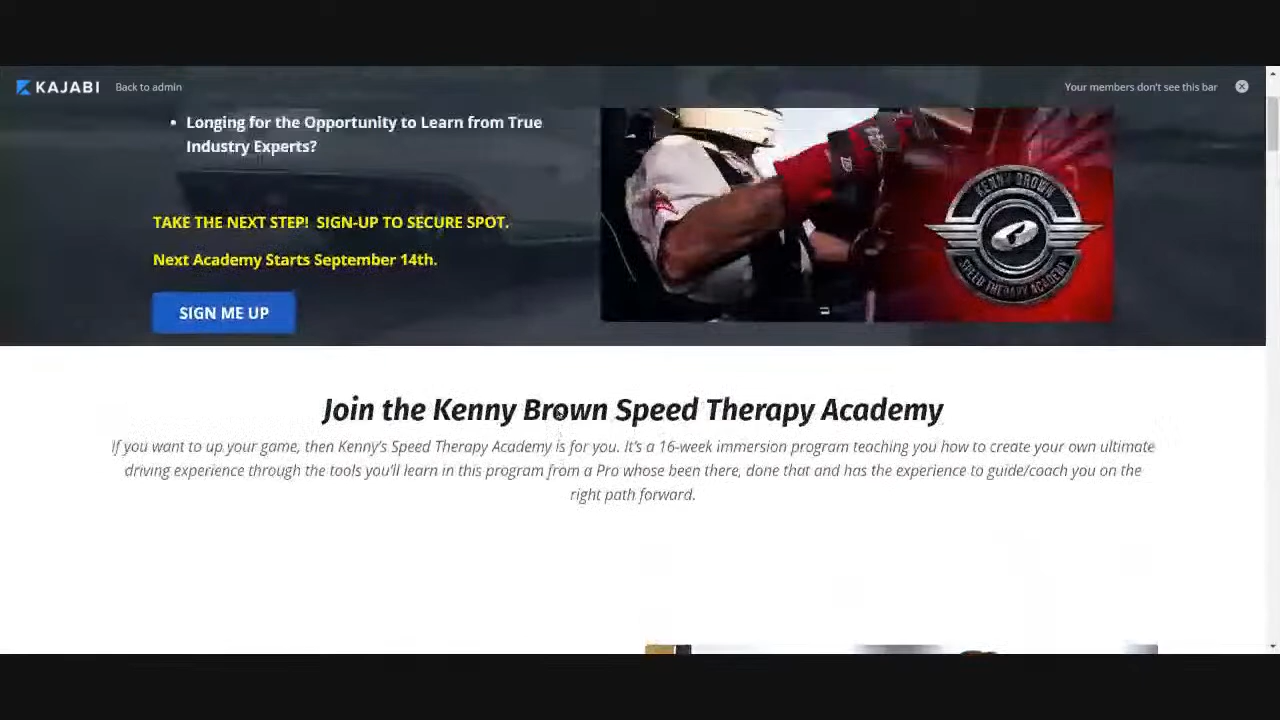 KAJABI Back to admin Your members don't see this bar
• Longing for the Opportunity to Learn from True
Industry Experts?
TAKE THE NEXT STEP! SIGN-UP TO SECURE SPOT.
Next Academy Starts September 14th.
SIGN ME UP
KENNY BROWN
SPEED THERAPY ACADEMY
Join the Kenny Brown Speed Therapy Academy
If you want to up your game, then Kenny's Speed Therapy Academy is for you. It's a 16-week immersion program teaching you how to create your own ultimate
driving experience through the tools you'll learn in this program from a Pro whose been there, done that and has the experience to guide/coach you on the
right path forward.